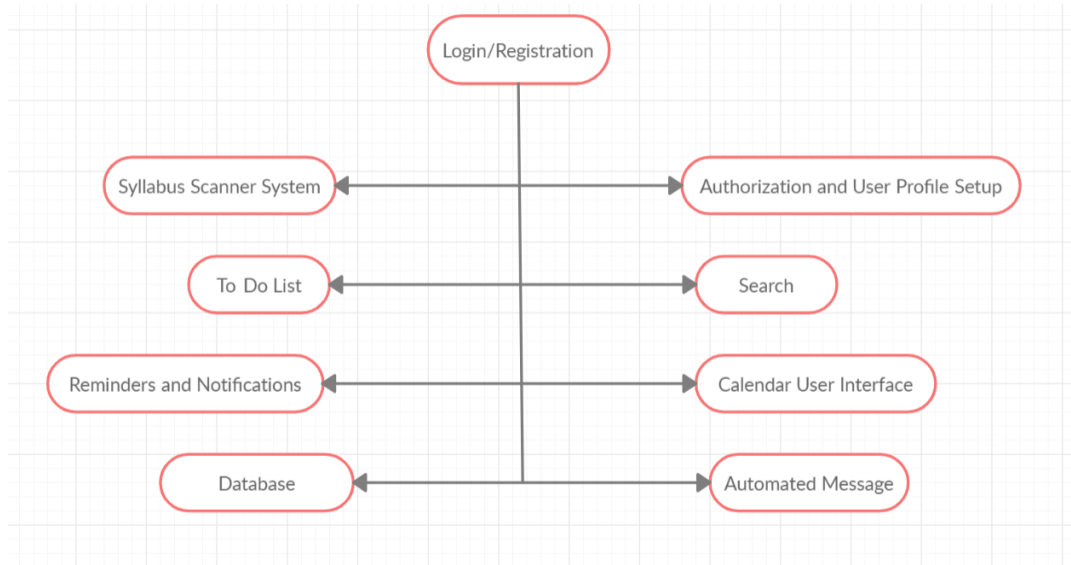 Login/Registration
Syllabus Scanner System
Authorization and User Profile Setup
To Do List
Search
Reminders and Notifications
Calendar User Interface
Database
Automated Message